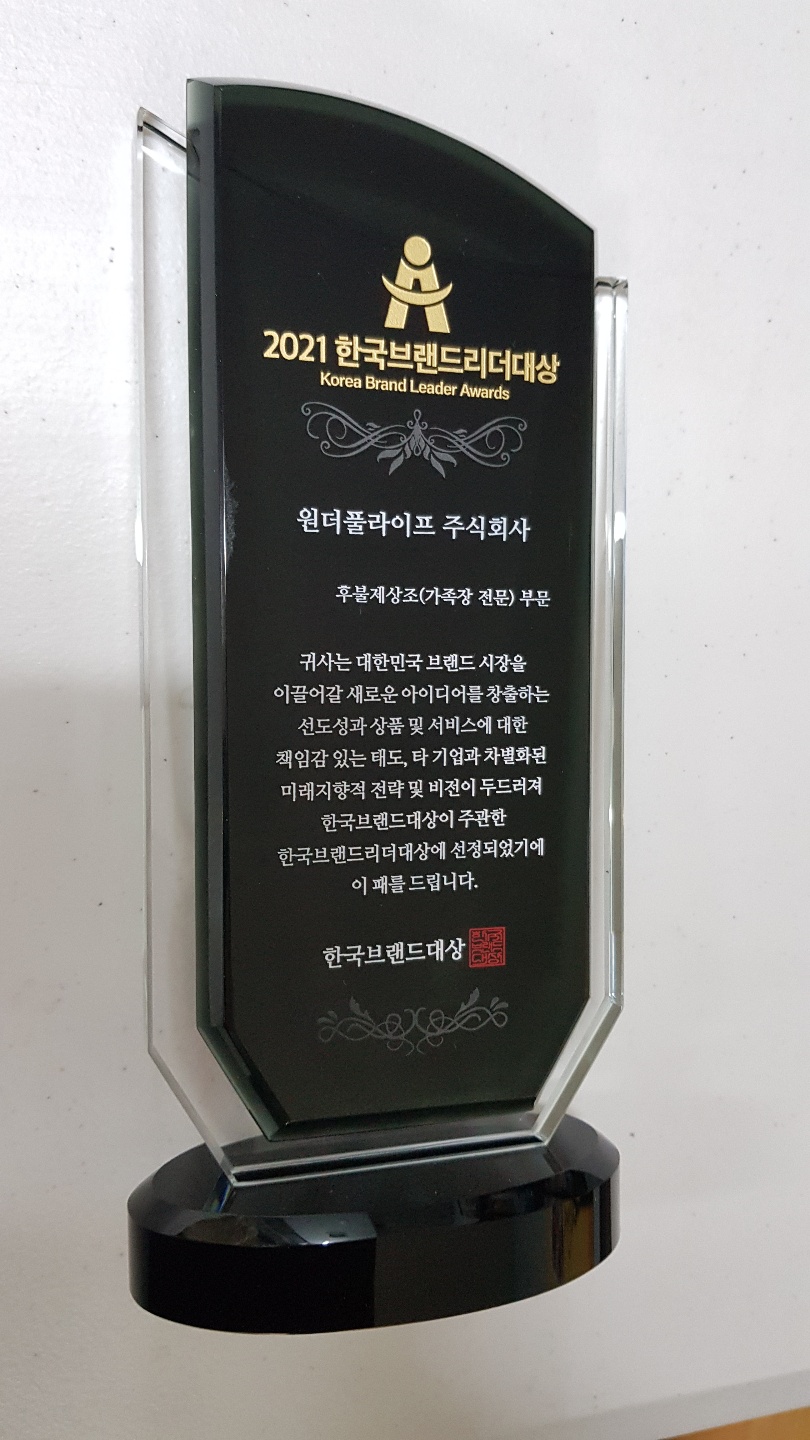 2021 한국브랜드리더대상
Korea Brand Leader Awards
원더풀라이프 주식회사
후불제상조(가족장 전문) 부문
귀사는 대한민국 브랜드 시장을
이끌어갈 새로운 아이디어를 창출하는
선도성과 상품 및 서비스에 대한
책임감 있는 태도, 타 기업과 차별화된
미래지향적 전략 및 비전이 두드러져
한국브랜드대상이 주관한
한국브랜드리더대상에 선정되었기에
이 패를 드립니다.
한국브랜드대상